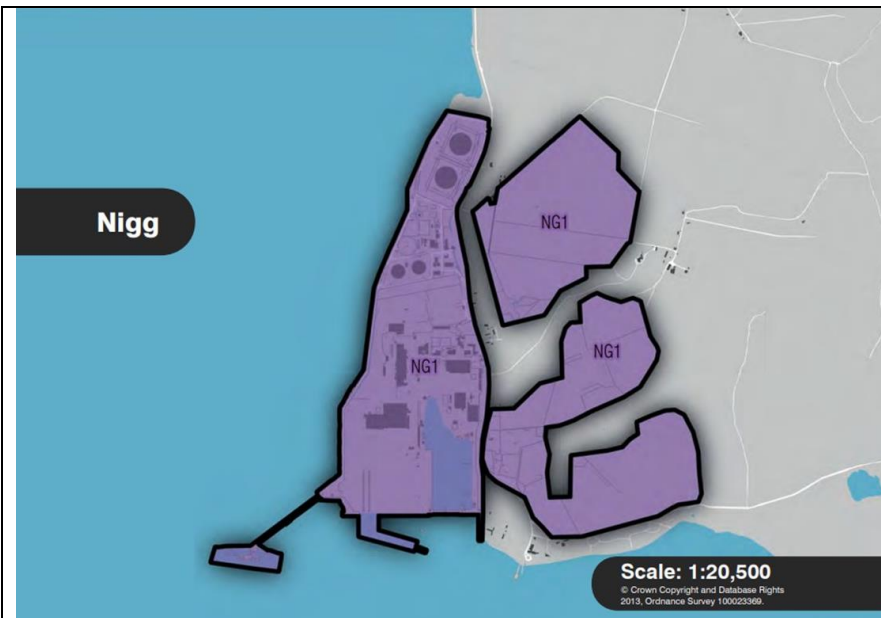 Nigg
NG1
NG1
NG1
Scale: 1:20,500
© Crown Copyright and Database Rights
2013, Ordnance Survey 100023369.